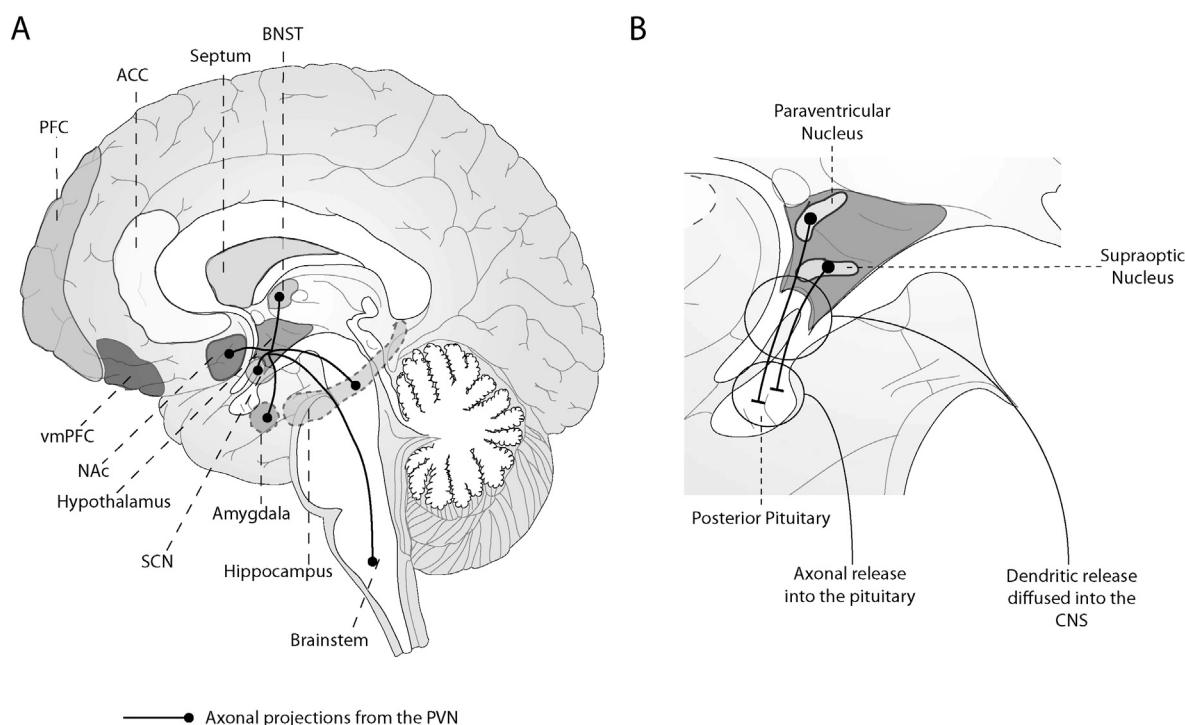 A
B
BNST
Septum
ACC
PFC
vmPFC
NAc
Hypothalamus
SCN
Amygdala
Hippocampus
Brainstem
Axonal projections from the PVN
Paraventricular
Nucleus
Supraoptic
Nucleus
Posterior Pituitary
Axonal release
into the pituitary
Dendritic release
diffused into the
CNS